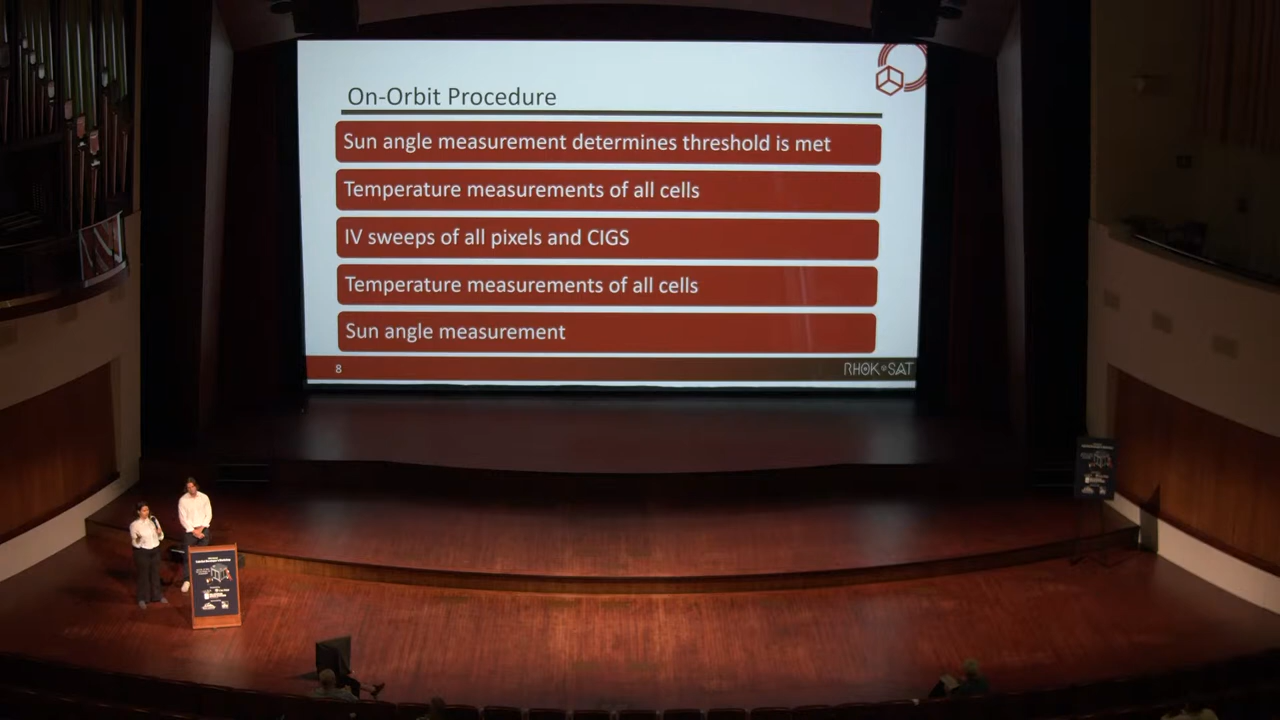 On-Orbit Procedure
Sun angle measurement determines threshold is met
Temperature measurements of all cells
IV sweeps of all pixels and CIGS
Temperature measurements of all cells
Sun angle measurement
8
RHOK SAT